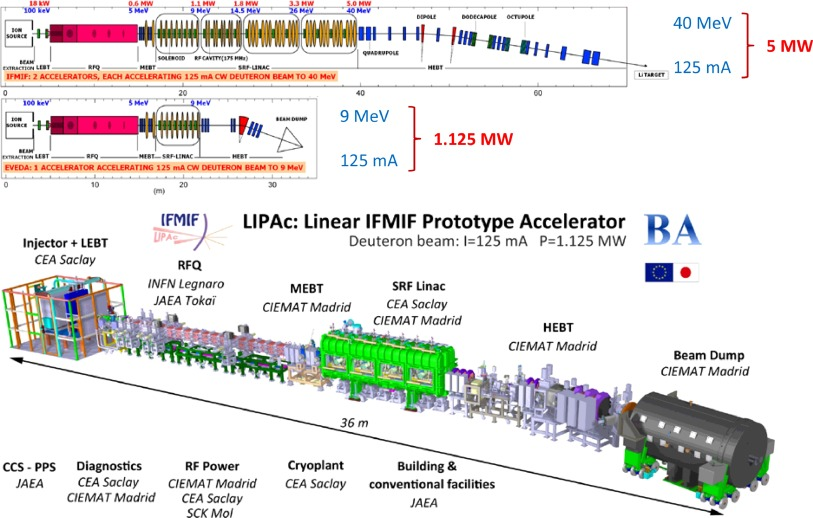 18 kW 0.6 MW 1.1 MW 1.8 MW 3.3 MW 5.0 MW
100 keV 5 MeV 9 MeV 14.5 MeV 26 MeV 40 MeV
DIPOLE DODECAPOLE OCTUPOLE
ION SOURCE
SOLENOID RF CAVITY(175 MHz) QUADRUPOLE
BEAM EXTRACTION LEBT RFQ MEBT SRF-LINAC HEBT
Li TARGET
IFMIF: 2 ACCELERATORS, EACH ACCELERATING 125 mA CW DEUTERON BEAM TO 40 MeV
0 20 40 60
40 MeV
5 MW
125 mA
100 keV 5 MeV 9 MeV
ION SOURCE
BEAM DUMP
BEAM EXTRACTION LEBT RFQ MEBT SRF-LINAC HEBT
EVEDA: 1 ACCELERATOR ACCELERATING 125 mA CW DEUTERON BEAM TO 9 MeV
0 10 20 30
(m)
9 MeV
1.125 MW
125 mA
IFMIF
LIPAc
LIPAc: Linear IFMIF Prototype Accelerator
Deuteron beam: I=125 mA P=1.125 MW
BA
Injector + LEBT
CEA Saclay
RFQ
INFN Legnaro
JAEA Tokaï
MEBT
CIEMAT Madrid
SRF Linac
CEA Saclay
CIEMAT Madrid
HEBT
CIEMAT Madrid
Beam Dump
CIEMAT Madrid
36 m
CCS - PPS
JAEA
Diagnostics
CEA Saclay
CIEMAT Madrid
RF Power
CIEMAT Madrid
CEA Saclay
SCK Mol
Cryoplant
CEA Saclay
Building &
conventional facilities
JAEA